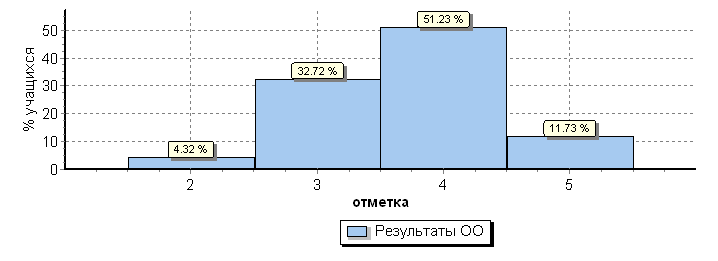 % учащихся
50
40
30
20
10
0
4.32 %
32.72 %
51.23 %
11.73 %
2 3 4 5
отметка
Результаты ОО